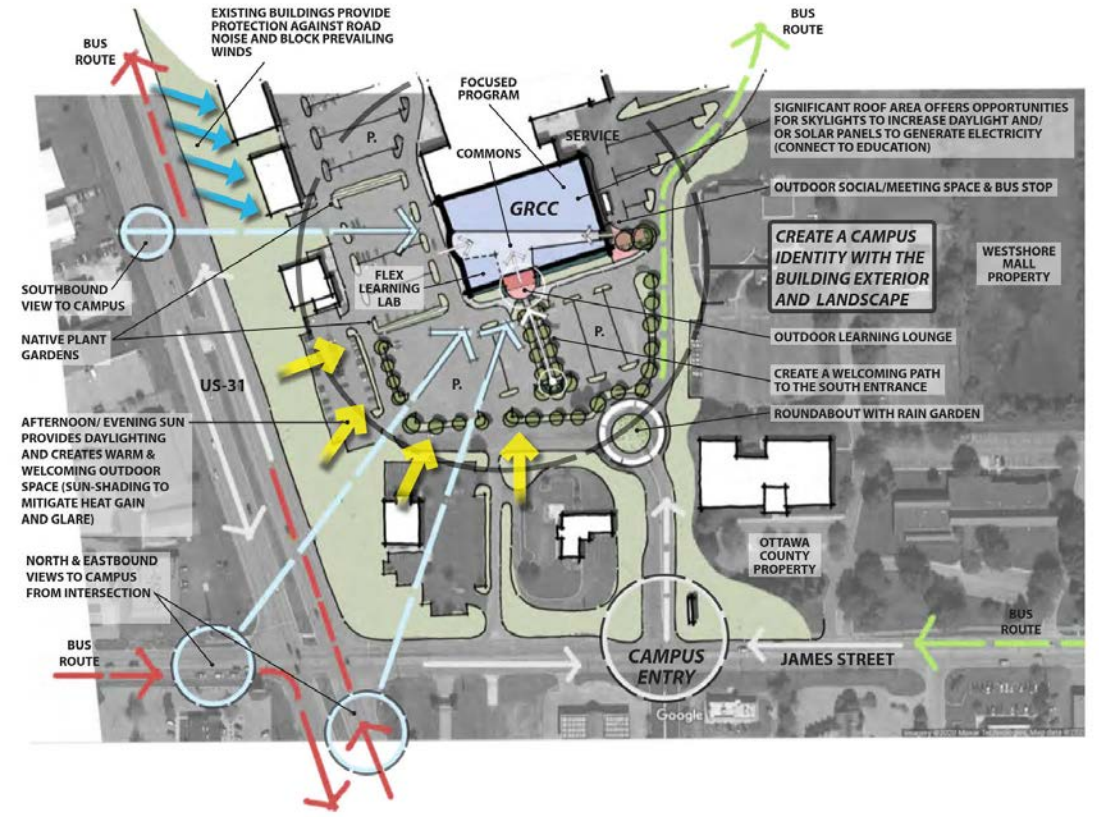 EXISTING BUILDINGS PROVIDE
PROTECTION AGAINST ROAD
NOISE AND BLOCK PREVAILING
WINDS
BUS
ROUTE
BUS
ROUTE
FOCUSED
PROGRAM
P.
SERVICE
COMMONS
SIGNIFICANT ROOF AREA OFFERS OPPORTUNITIES
FOR SKYLIGHTS TO INCREASE DAYLIGHT AND/
OR SOLAR PANELS TO GENERATE ELECTRICITY
(CONNECT TO EDUCATION)
OUTDOOR SOCIAL/MEETING SPACE & BUS STOP
GRCC
CREATE A CAMPUS
IDENTITY WITH THE
BUILDING EXTERIOR
AND LANDSCAPE
WESTSHORE
MALL
PROPERTY
SOUTHBOUND
VIEW TO CAMPUS
FLEX
LEARNING
LAB
NATIVE PLANT
GARDENS
P.
OUTDOOR LEARNING LOUNGE
US-31
P.
CREATE A WELCOMING PATH
TO THE SOUTH ENTRANCE
ROUNDABOUT WITH RAIN GARDEN
AFTERNOON/ EVENING SUN
PROVIDES DAYLIGHTING
AND CREATES WARM &
WELCOMING OUTDOOR
SPACE (SUN-SHADING TO
MITIGATE HEAT GAIN
AND GLARE)
OTTAWA
COUNTY
PROPERTY
NORTH & EASTBOUND
VIEWS TO CAMPUS
FROM INTERSECTION
BUS
ROUTE
BUS
ROUTE
CAMPUS
ENTRY
JAMES STREET
Google